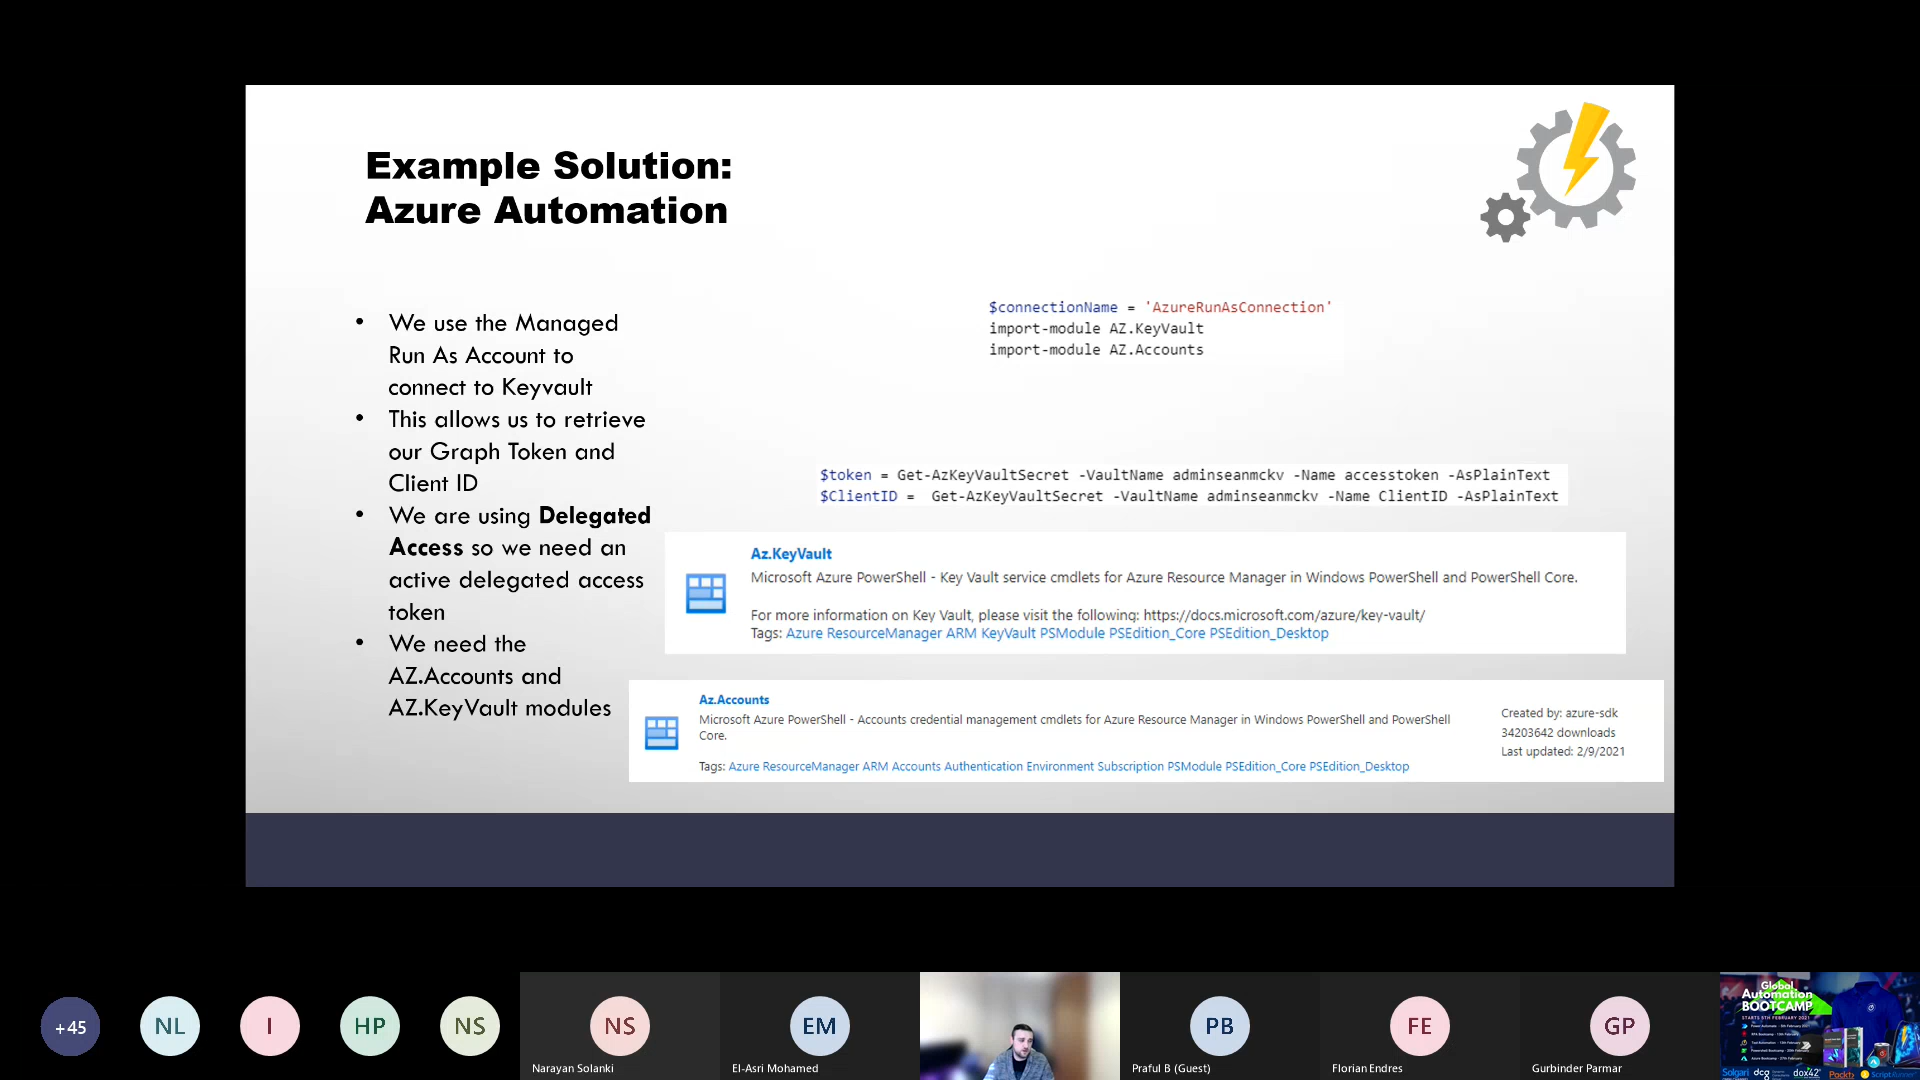 Example Solution:
Azure Automation
• We use the Managed
Run As Account to
connect to Keyvault
• This allows us to retrieve
our Graph Token and
Client ID
• We are using Delegated
Access so we need an
active delegated access
token
• We need the
AZ.Accounts and
AZ.KeyVault modules
$connectionName = 'AzureRunAsConnection'
import-module AZ.KeyVault
import-module AZ.Accounts
$token = Get-AzKeyVaultSecret -VaultName adminseanmckv -Name accesstoken -AsPlainText
$ClientID =  Get-AzKeyVaultSecret -VaultName adminseanmckv -Name ClientID -AsPlainText
Az.KeyVault
Microsoft Azure PowerShell - Key Vault service cmdlets for Azure Resource Manager in Windows PowerShell and PowerShell Core.
For more information on Key Vault, please visit the following: https://docs.microsoft.com/azure/key-vault/
Tags: Azure ResourceManager ARM KeyVault PSModule PSEdition_Core PSEdition_Desktop
Az.Accounts
Microsoft Azure PowerShell - Accounts credential management cmdlets for Azure Resource Manager in Windows PowerShell and PowerShell
Core.
Tags: Azure ResourceManager ARM Accounts Authentication Environment Subscription PSModule PSEdition_Core PSEdition_Desktop
Created by: azure-sdk
34203642 downloads
Last updated: 2/9/2021
+45
NL
I
HP
NS
NS
Narayan Solanki
EM
El-Asri Mohamed
PB
Praful B (Guest)
FE
Florian Endres
GP
Gurbinder Parmar
Global
Automation
BOOTCAMP
STARTS 5TH FEBRUARY 2021
Solgari
dcg
dox42
Packt
ScriptRunner